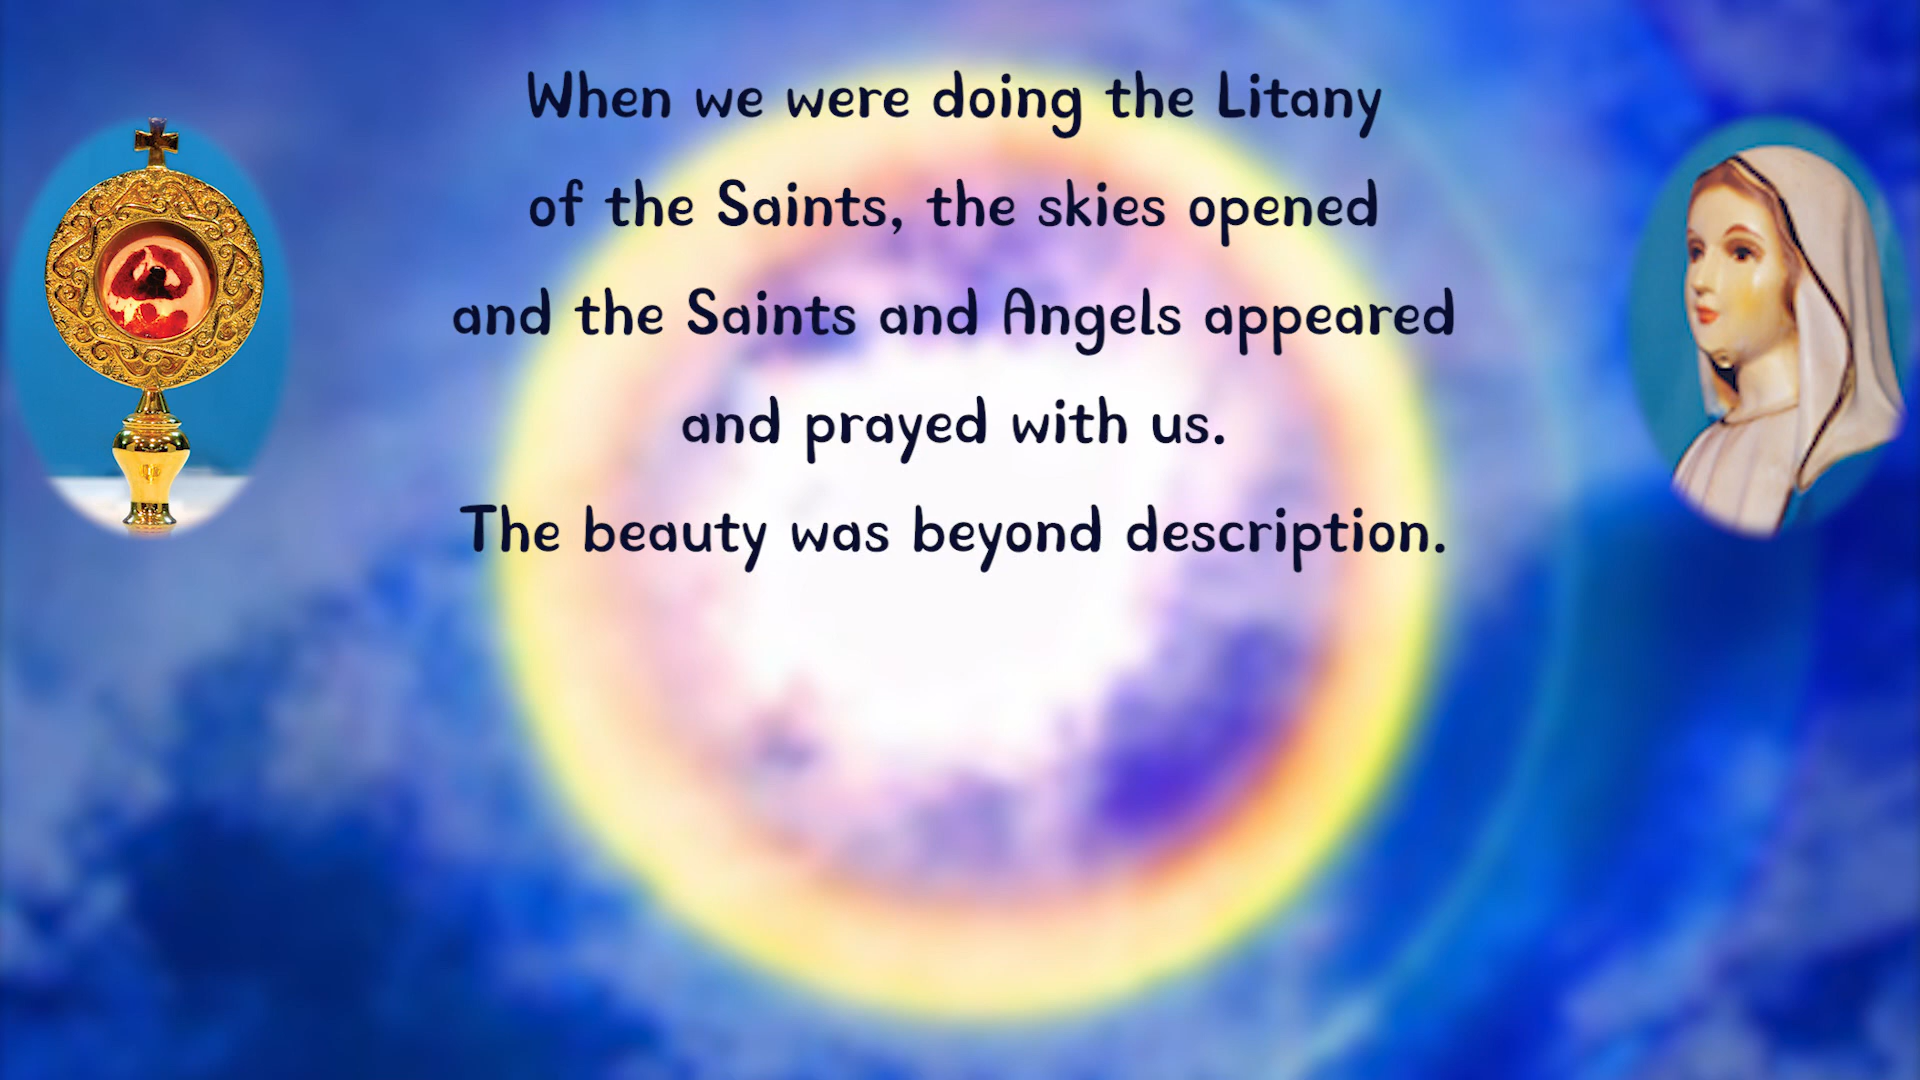 When we were doing the Litany
of the Saints, the skies opened
and the Saints and Angels appeared
and prayed with us.
The beauty was beyond description.